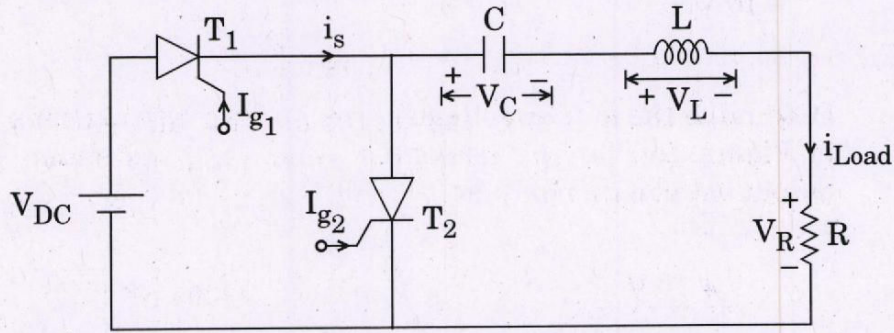 T₁ iₛ C L
I_g₁ + V_C − + V_L −
i_Load
V_DC I_g₂ T₂ + V_R − R